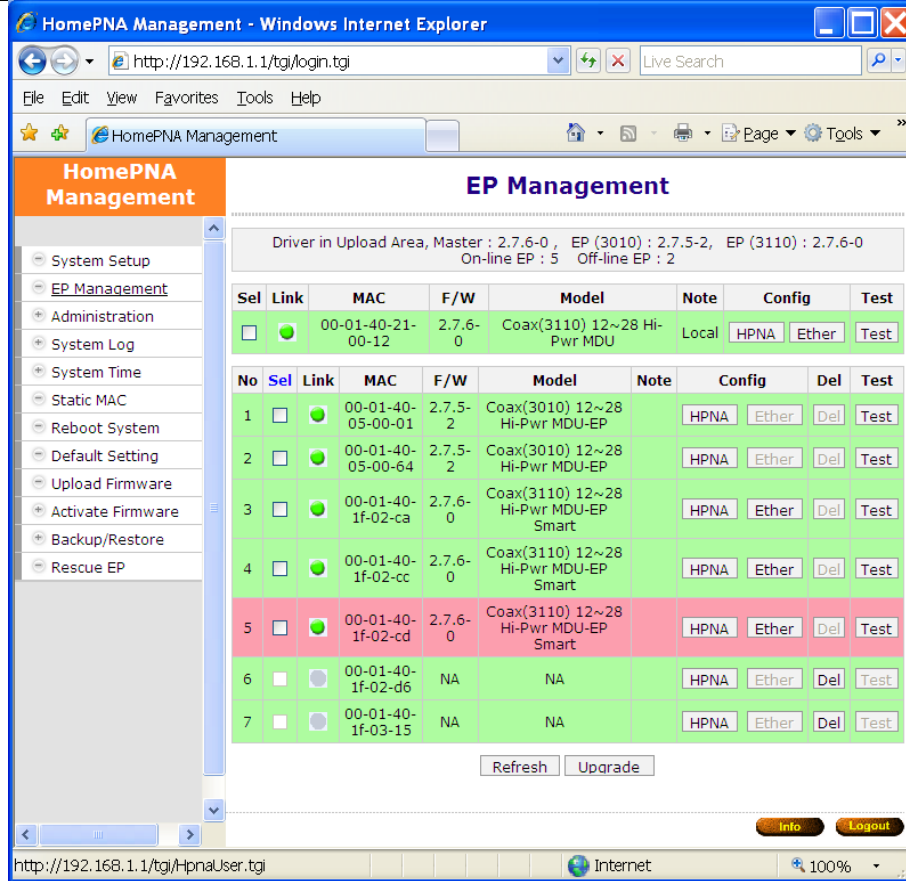 HomePNA Management - Windows Internet Explorer
http://192.168.1.1/tgi/login.tgi
Live Search
File Edit View Favorites Tools Help
HomePNA Management
Page Tools »
HomePNA
Management
System Setup
EP Management
Administration
System Log
System Time
Static MAC
Reboot System
Default Setting
Upload Firmware
Activate Firmware
Backup/Restore
Rescue EP
EP Management
Driver in Upload Area, Master : 2.7.6-0 , EP (3010) : 2.7.5-2, EP (3110) : 2.7.6-0
On-line EP : 5 Off-line EP : 2
Sel Link MAC F/W Model Note Config Test
00-01-40-21- 2.7.6- Coax(3110) 12~28 Hi- Local HPNA Ether Test
00-12 0 Pwr MDU
No Sel Link MAC F/W Model Note Config Del Test
1 00-01-40- 2.7.5- Coax(3010) 12~28 HPNA Ether Del Test
05-00-01 2 Hi-Pwr MDU-EP
2 00-01-40- 2.7.5- Coax(3010) 12~28 HPNA Ether Del Test
05-00-64 2 Hi-Pwr MDU-EP
3 00-01-40- 2.7.6- Coax(3110) 12~28 HPNA Ether Del Test
1f-02-ca 0 Hi-Pwr MDU-EP
Smart
4 00-01-40- 2.7.6- Coax(3110) 12~28 HPNA Ether Del Test
1f-02-cc 0 Hi-Pwr MDU-EP
Smart
5 00-01-40- 2.7.6- Coax(3110) 12~28 HPNA Ether Del Test
1f-02-cd 0 Hi-Pwr MDU-EP
Smart
6 00-01-40- NA NA HPNA Ether Del Test
1f-02-d6
7 00-01-40- NA NA HPNA Ether Del Test
1f-03-15
Refresh Upgrade
Info Logout
http://192.168.1.1/tgi/HpnaUser.tgi Internet 100%